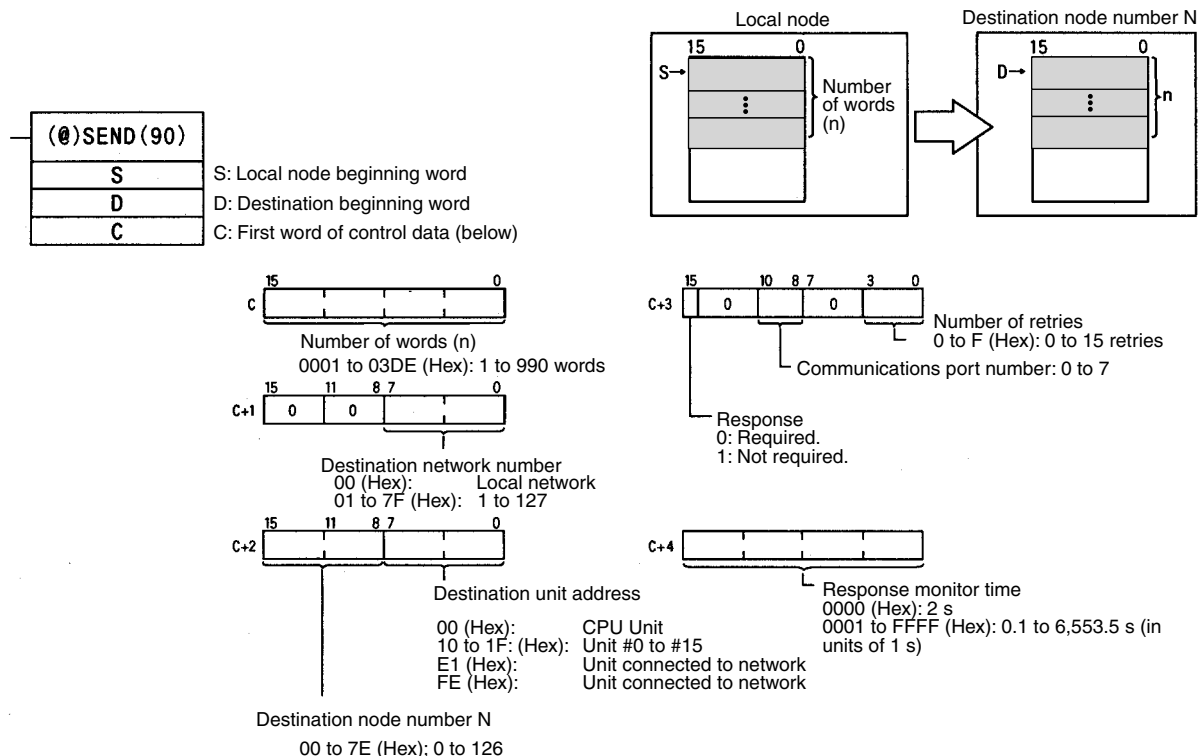 Local node
Destination node number N
15 0
15 0
S→
D→
Number
of words
(n)
n
(@)SEND(90)
S
S: Local node beginning word
D
D: Destination beginning word
C
C: First word of control data (below)
15 0
C
Number of words (n)
0001 to 03DE (Hex): 1 to 990 words
15 11 8 7 0
C+1 0 0
Destination network number
00 (Hex): Local network
01 to 7F (Hex): 1 to 127
15 11 8 7 0
C+2
Destination unit address
00 (Hex): CPU Unit
10 to 1F: (Hex): Unit #0 to #15
E1 (Hex): Unit connected to network
FE (Hex): Unit connected to network
Destination node number N
00 to 7E (Hex); 0 to 126
15 10 8 7 3 0
C+3 0 0
Number of retries
0 to F (Hex): 0 to 15 retries
Communications port number: 0 to 7
Response
0: Required.
1: Not required.
C+4
Response monitor time
0000 (Hex): 2 s
0001 to FFFF (Hex): 0.1 to 6,553.5 s (in
units of 1 s)